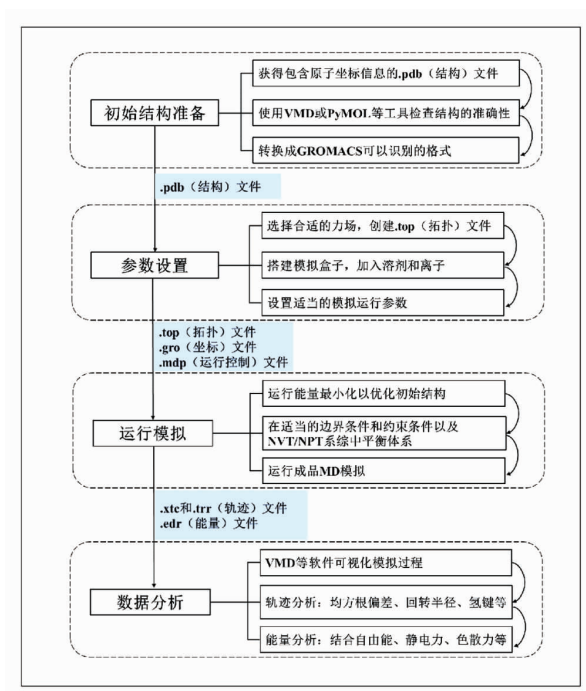 获得包含原子坐标信息的.pdb（结构）文件
初始结构准备
使用VMD或PyMOL等工具检查结构的准确性
转换成GROMACS可以识别的格式
.pdb（结构）文件
选择合适的力场，创建.top（拓扑）文件
参数设置
搭建模拟盒子，加入溶剂和离子
设置适当的模拟运行参数
.top（拓扑）文件
.gro（坐标）文件
.mdp（运行控制）文件
运行能量最小化以优化初始结构
运行模拟
在适当的边界条件和约束条件以及
NVT/NPT系综中平衡体系
运行成品MD模拟
.xtc和.trr（轨迹）文件
.edr（能量）文件
VMD等软件可视化模拟过程
数据分析
轨迹分析：均方根偏差、回转半径、氢键等
能量分析：结合自由能、静电力、色散力等